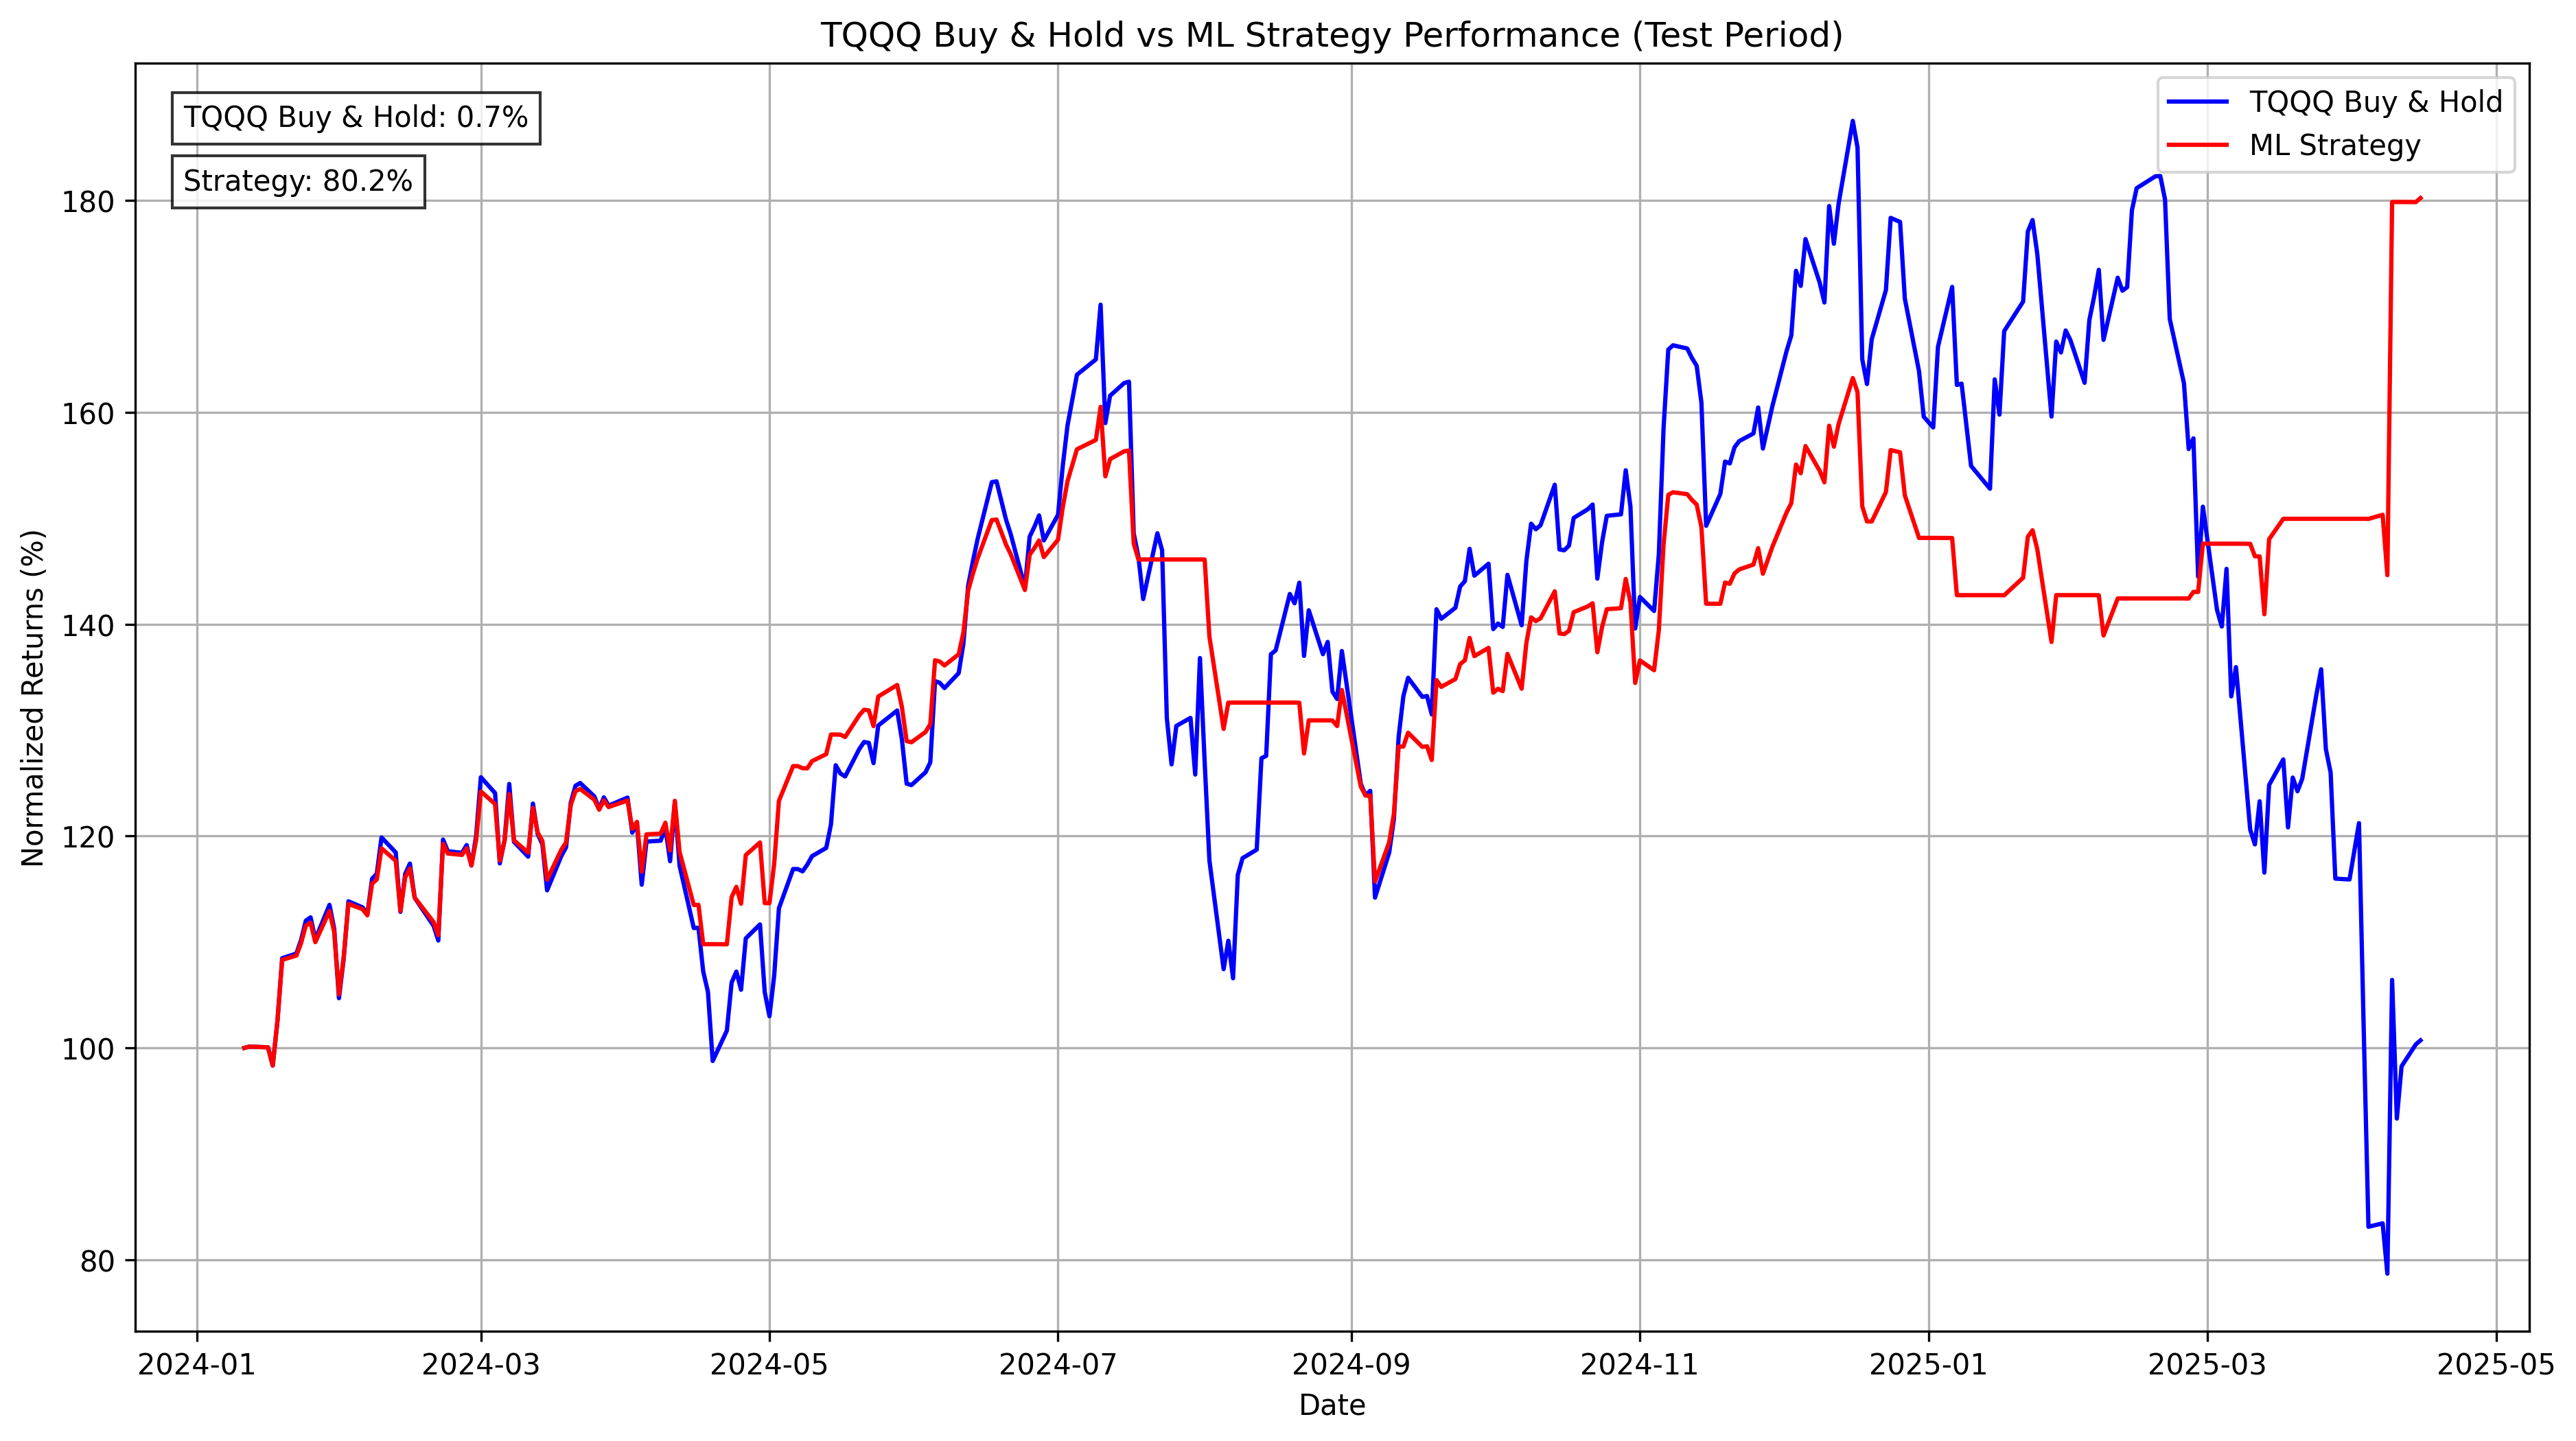 TQQQ Buy & Hold vs ML Strategy Performance (Test Period)
TQQQ Buy & Hold: 0.7%
Strategy: 80.2%
TQQQ Buy & Hold
ML Strategy
Normalized Returns (%)
180
160
140
120
100
80
2024-01
2024-03
2024-05
2024-07
2024-09
2024-11
2025-01
2025-03
2025-05
Date